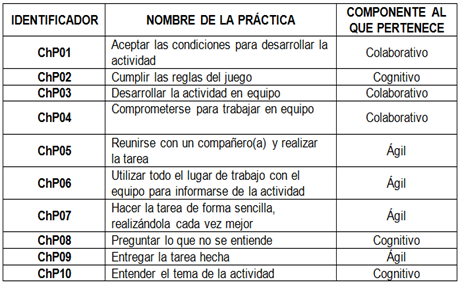 IDENTIFICADOR NOMBRE DE LA PRÁCTICA COMPONENTE AL
QUE PERTENECE
ChP01 Aceptar las condiciones para desarrollar la
actividad Colaborativo
ChP02 Cumplir las reglas del juego Cognitivo
ChP03 Desarrollar la actividad en equipo Colaborativo
ChP04 Comprometerse para trabajar en equipo Colaborativo
ChP05 Reunirse con un compañero(a) y realizar
la tarea Ágil
ChP06 Utilizar todo el lugar de trabajo con el
equipo para informarse de la actividad Ágil
ChP07 Hacer la tarea de forma sencilla,
realizándola cada vez mejor Ágil
ChP08 Preguntar lo que no se entiende Cognitivo
ChP09 Entregar la tarea hecha Ágil
ChP10 Entender el tema de la actividad Cognitivo